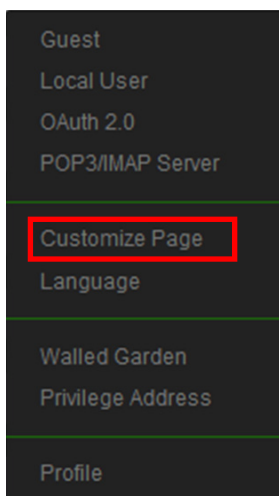 Guest
Local User
OAuth 2.0
POP3/IMAP Server
Customize Page
Language
Walled Garden
Privilege Address
Profile